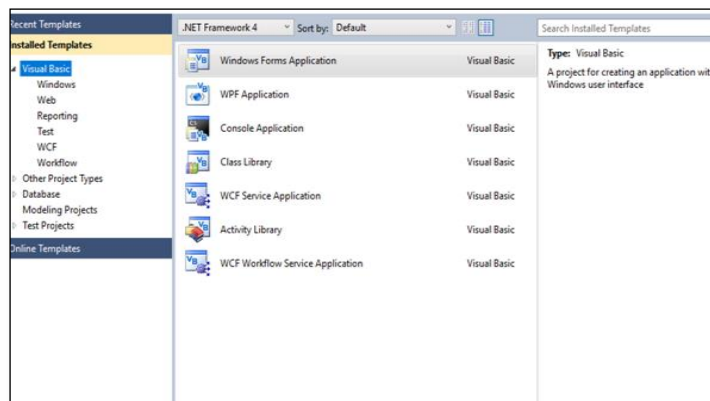 Recent Templates
Installed Templates
Visual Basic
Windows
Web
Reporting
Test
WCF
Workflow
Other Project Types
Database
Modeling Projects
Test Projects
Online Templates
.NET Framework 4 Sort by: Default
Windows Forms Application Visual Basic
WPF Application Visual Basic
Console Application Visual Basic
Class Library Visual Basic
WCF Service Application Visual Basic
Activity Library Visual Basic
WCF Workflow Service Application Visual Basic
Search Installed Templates
Type: Visual Basic
A project for creating an application wit
Windows user interface